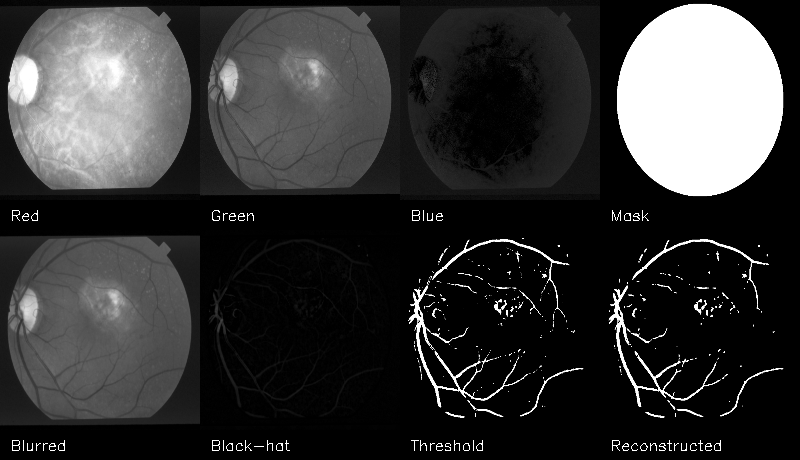 Red
Green
Blue
Mask
Blurred
Black-hat
Threshold
Reconstructed